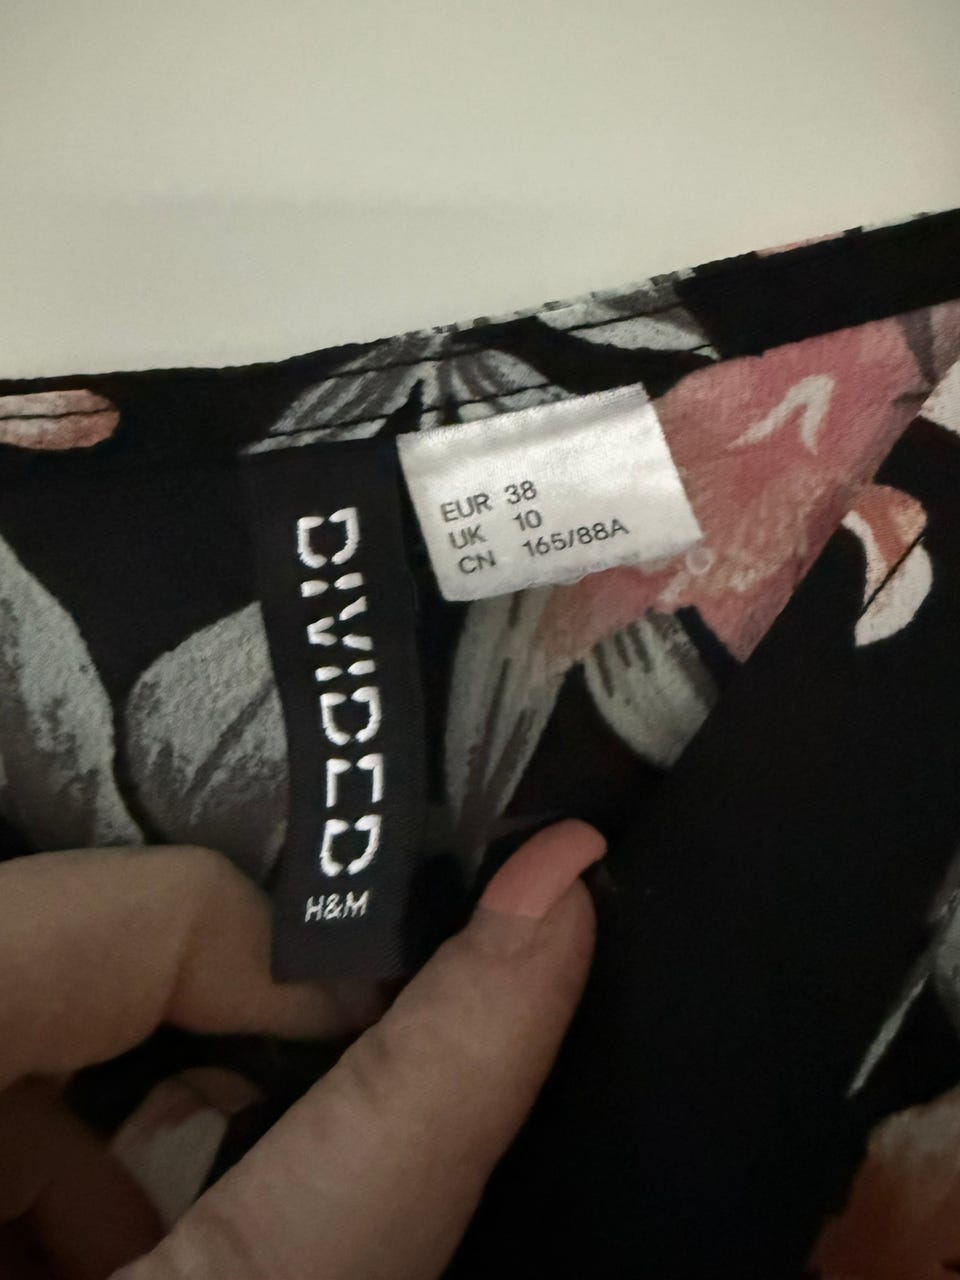 EUR 38
UK 10
CN 165/88A
DIVIDED
H&M